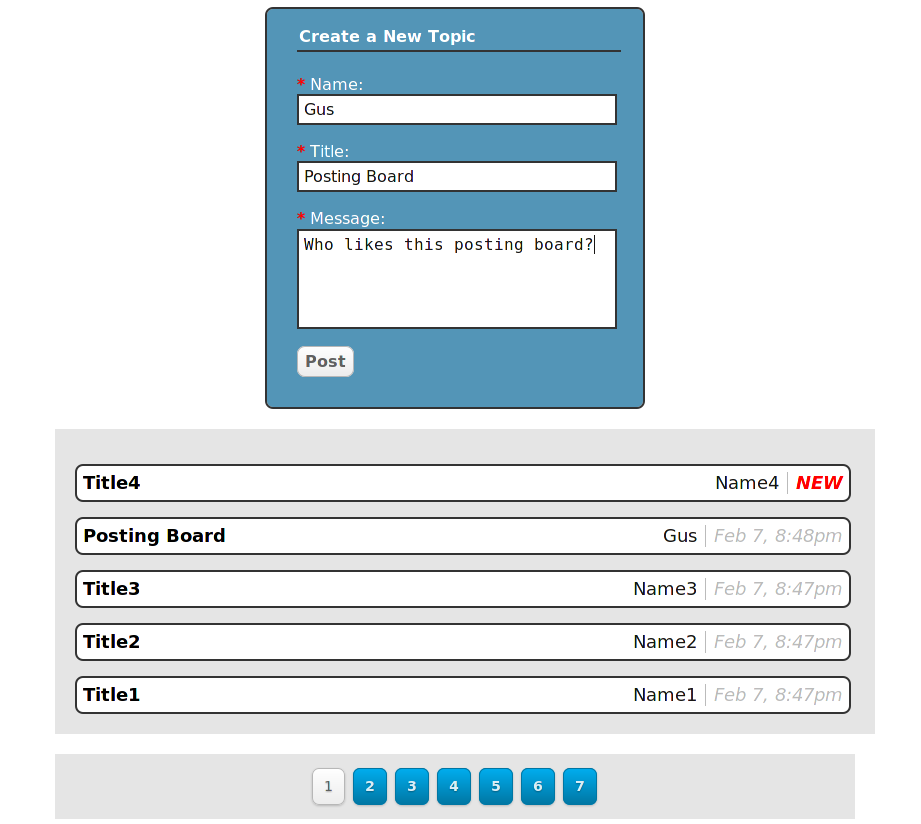 Create a New Topic
* Name:
Gus
* Title:
Posting Board
* Message:
Who likes this posting board?
Post
Title4 Name4 NEW
Posting Board Gus Feb 7, 8:48pm
Title3 Name3 Feb 7, 8:47pm
Title2 Name2 Feb 7, 8:47pm
Title1 Name1 Feb 7, 8:47pm
1 2 3 4 5 6 7